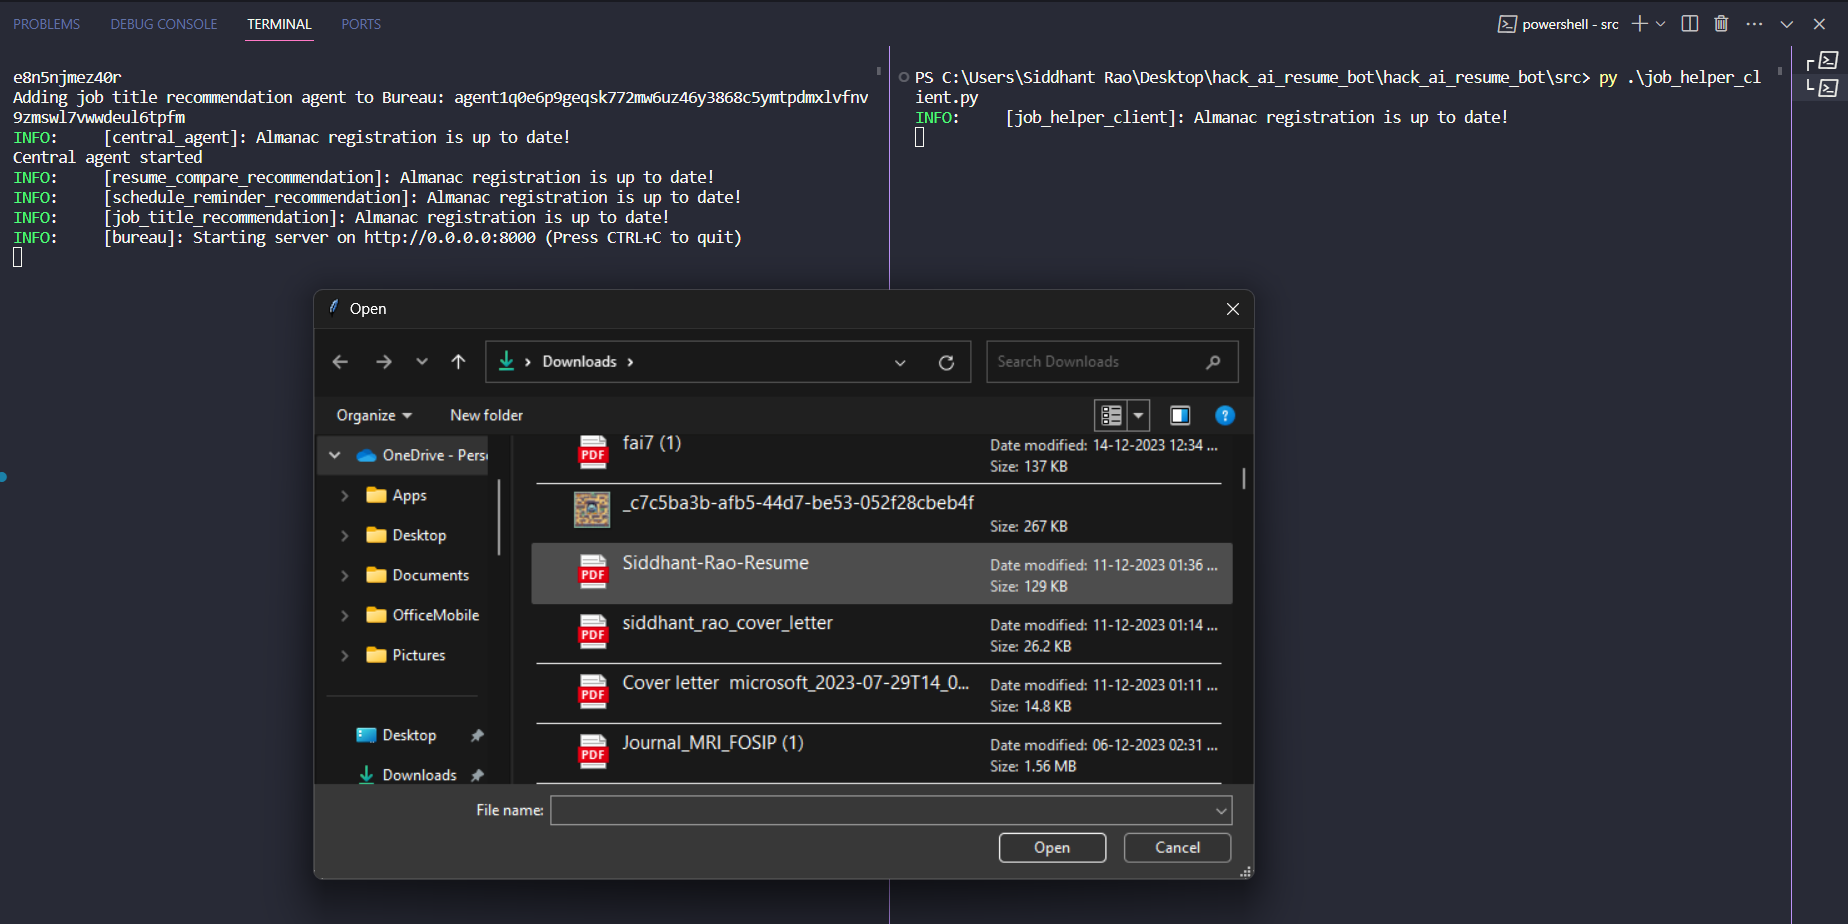 PROBLEMS
DEBUG CONSOLE
TERMINAL
PORTS
powershell - src
e8n5njmez40r
Adding job title recommendation agent to Bureau: agent1q0e6p9geqsk772mw6uz46y3868c5ymtpdmxlvfnv
9zmswl7vwwdeul6tpfm
INFO:     [central_agent]: Almanac registration is up to date!
Central agent started
INFO:     [resume_compare_recommendation]: Almanac registration is up to date!
INFO:     [schedule_reminder_recommendation]: Almanac registration is up to date!
INFO:     [job_title_recommendation]: Almanac registration is up to date!
INFO:     [bureau]: Starting server on http://0.0.0.0:8000 (Press CTRL+C to quit)
PS C:\Users\Siddhant Rao\Desktop\hack_ai_resume_bot\hack_ai_resume_bot\src> py .\job_helper_cl
ient.py
INFO:     [job_helper_client]: Almanac registration is up to date!
Open
Downloads
Search Downloads
Organize
New folder
OneDrive - Pers
Apps
Desktop
Documents
OfficeMobile
Pictures
Desktop
Downloads
PDF
fai7 (1)
Date modified: 14-12-2023 12:34 ...
Size: 137 KB
_c7c5ba3b-afb5-44d7-be53-052f28cbeb4f
Size: 267 KB
PDF
Siddhant-Rao-Resume
Date modified: 11-12-2023 01:36 ...
Size: 129 KB
PDF
siddhant_rao_cover_letter
Date modified: 11-12-2023 01:14 ...
Size: 26.2 KB
PDF
Cover letter  microsoft_2023-07-29T14_0...
Date modified: 11-12-2023 01:11 ...
Size: 14.8 KB
PDF
Journal_MRI_FOSIP (1)
Date modified: 06-12-2023 02:31 ...
Size: 1.56 MB
File name:
Open
Cancel